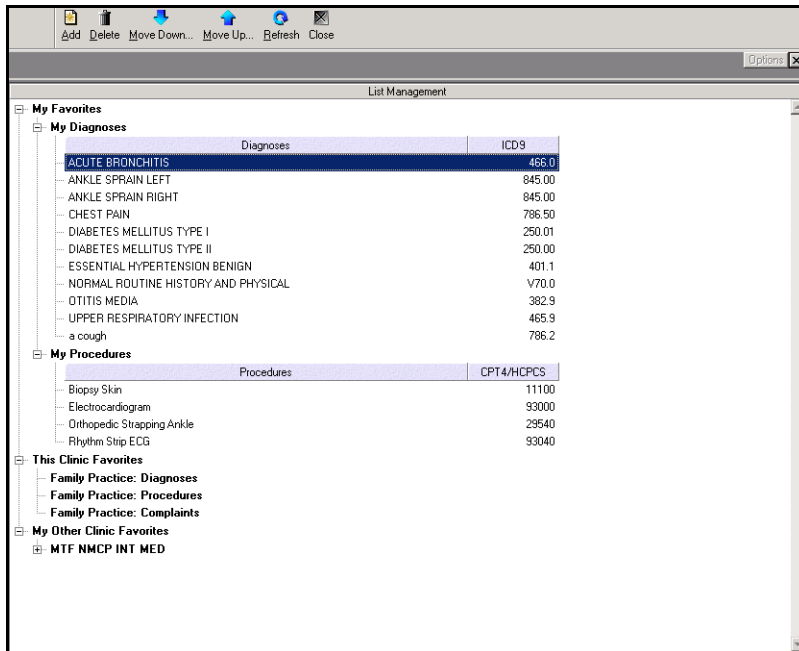 Add Delete Move Down... Move Up... Refresh Close
Options
List Management
My Favorites
My Diagnoses
Diagnoses ICD9
ACUTE BRONCHITIS 466.0
ANKLE SPRAIN LEFT 845.00
ANKLE SPRAIN RIGHT 845.00
CHEST PAIN 786.50
DIABETES MELLITUS TYPE I 250.01
DIABETES MELLITUS TYPE II 250.00
ESSENTIAL HYPERTENSION BENIGN 401.1
NORMAL ROUTINE HISTORY AND PHYSICAL V70.0
OTITIS MEDIA 382.9
UPPER RESPIRATORY INFECTION 465.9
a cough 786.2
My Procedures
Procedures CPT4/HCPCS
Biopsy Skin 11100
Electrocardiogram 93000
Orthopedic Strapping Ankle 29540
Rhythm Strip ECG 93040
This Clinic Favorites
Family Practice: Diagnoses
Family Practice: Procedures
Family Practice: Complaints
My Other Clinic Favorites
MTF NMCP INT MED